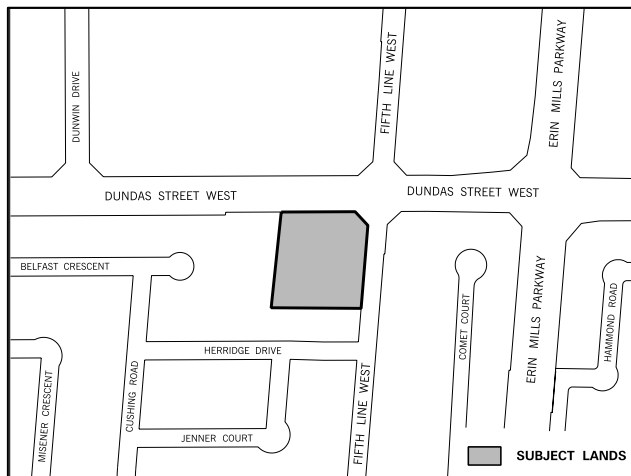 DUNWIN DRIVE
FIFTH LINE WEST
ERIN MILLS PARKWAY
DUNDAS STREET WEST
DUNDAS STREET WEST
BELFAST CRESCENT
HERRIDGE DRIVE
MISENER CRESCENT
CUSHING ROAD
JENNER COURT
FIFTH LINE WEST
COMET COURT
ERIN MILLS PARKWAY
HAMMOND ROAD
SUBJECT LANDS